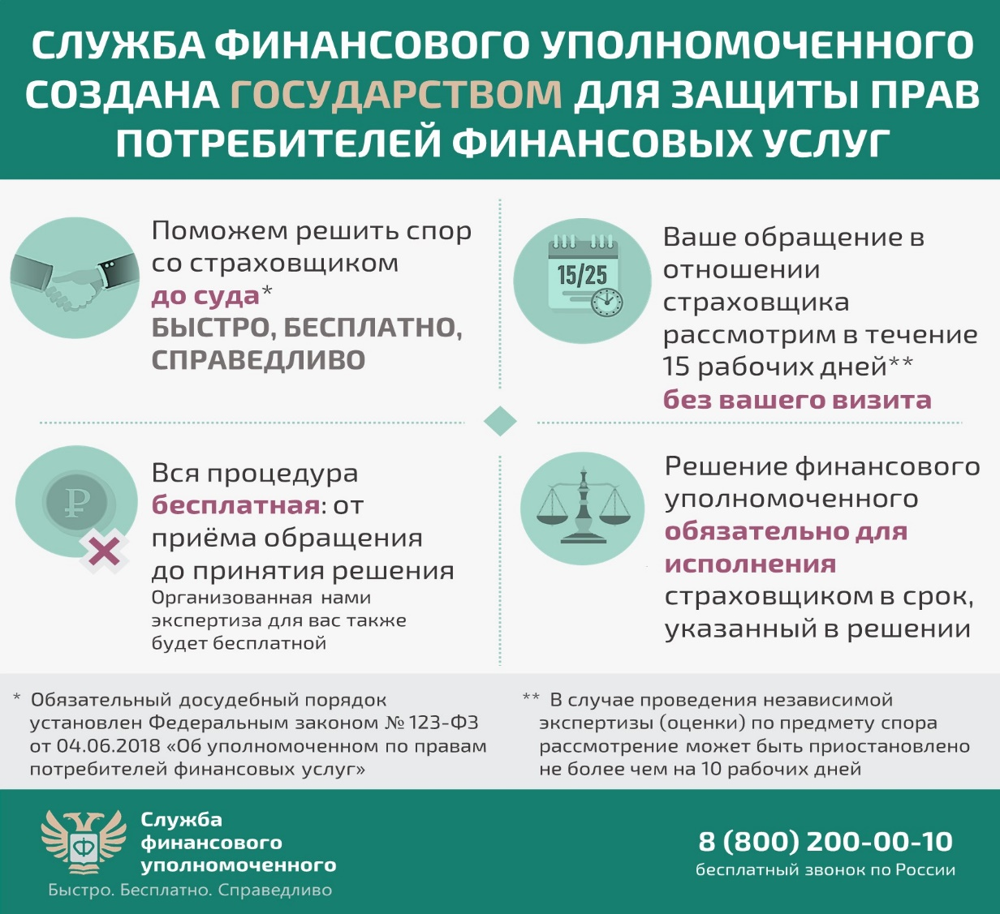 СЛУЖБА ФИНАНСОВОГО УПОЛНОМОЧЕННОГО
СОЗДАНА ГОСУДАРСТВОМ ДЛЯ ЗАЩИТЫ ПРАВ
ПОТРЕБИТЕЛЕЙ ФИНАНСОВЫХ УСЛУГ
Поможем решить спор
со страховщиком
до суда*
БЫСТРО, БЕСПЛАТНО,
СПРАВЕДЛИВО
15/25
Ваше обращение в
отношении
страховщика
рассмотрим в течение
15 рабочих дней**
без вашего визита
₽
Вся процедура
бесплатная: от
приёма обращения
до принятия решения
Организованная нами
экспертиза для вас также
будет бесплатной
Решение финансового
уполномоченного
обязательно для
исполнения
страховщиком в срок,
указанный в решении
* Обязательный досудебный порядок
установлен Федеральным законом № 123-ФЗ
от 04.06.2018 «Об уполномоченном по правам
потребителей финансовых услуг»
** В случае проведения независимой
экспертизы (оценки) по предмету спора
рассмотрение может быть приостановлено
не более чем на 10 рабочих дней
Ф
Служба
финансового
уполномоченного
Быстро. Бесплатно. Справедливо
8 (800) 200-00-10
бесплатный звонок по России